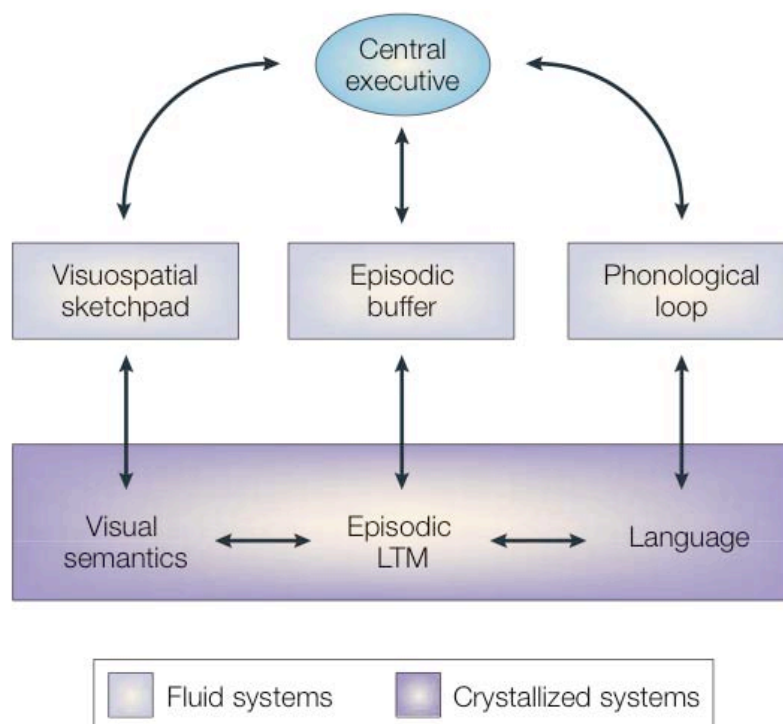 Central
executive
Visuospatial
sketchpad
Episodic
buffer
Phonological
loop
Visual
semantics
Episodic
LTM
Language
Fluid systems
Crystallized systems